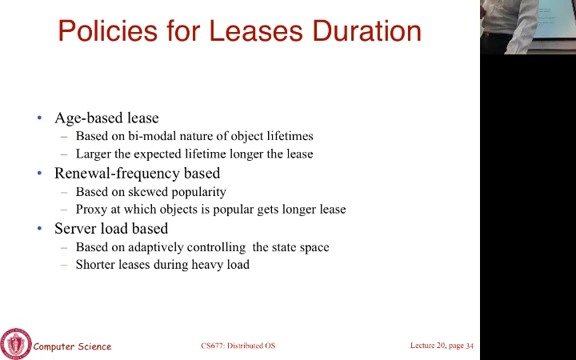 Policies for Leases Duration
• Age-based lease
– Based on bi-modal nature of object lifetimes
– Larger the expected lifetime longer the lease
• Renewal-frequency based
– Based on skewed popularity
– Proxy at which objects is popular gets longer lease
• Server load based
– Based on adaptively controlling the state space
– Shorter leases during heavy load
Computer Science
CS677: Distributed OS
Lecture 20, page 34